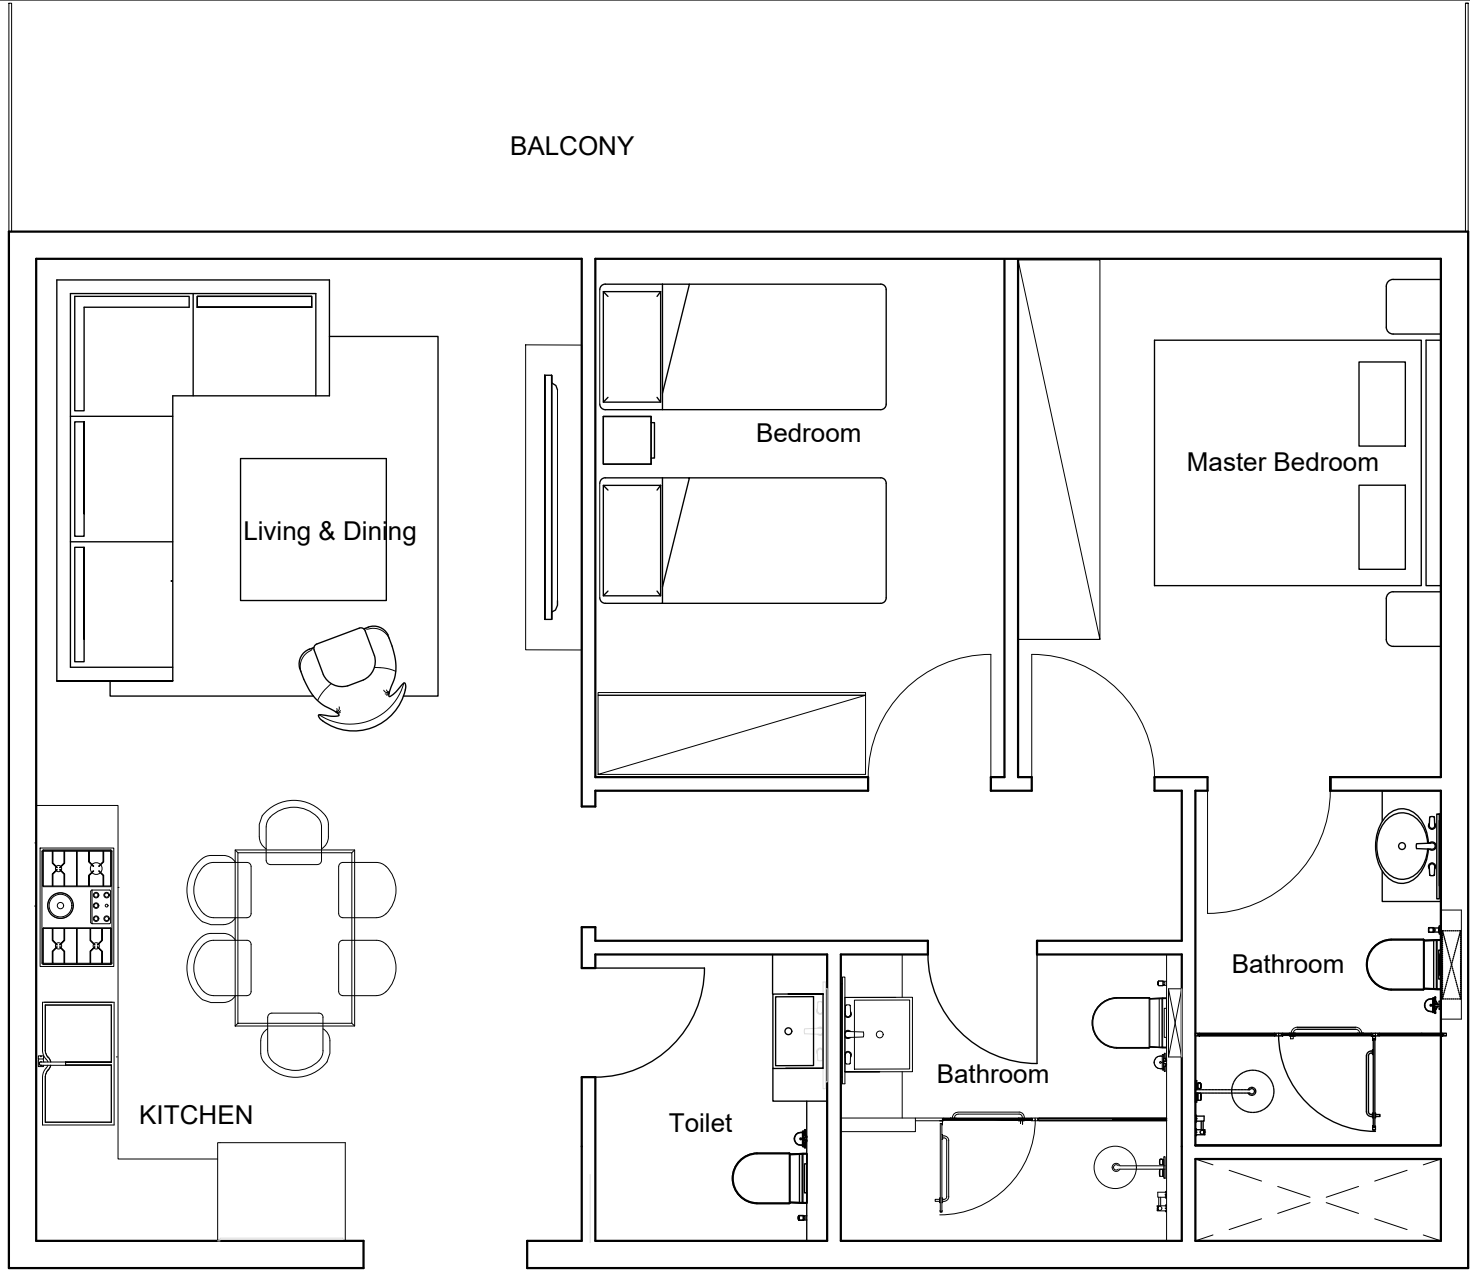 BALCONY
Bedroom
Master Bedroom
Living & Dining
Bathroom
Bathroom
KITCHEN
Toilet